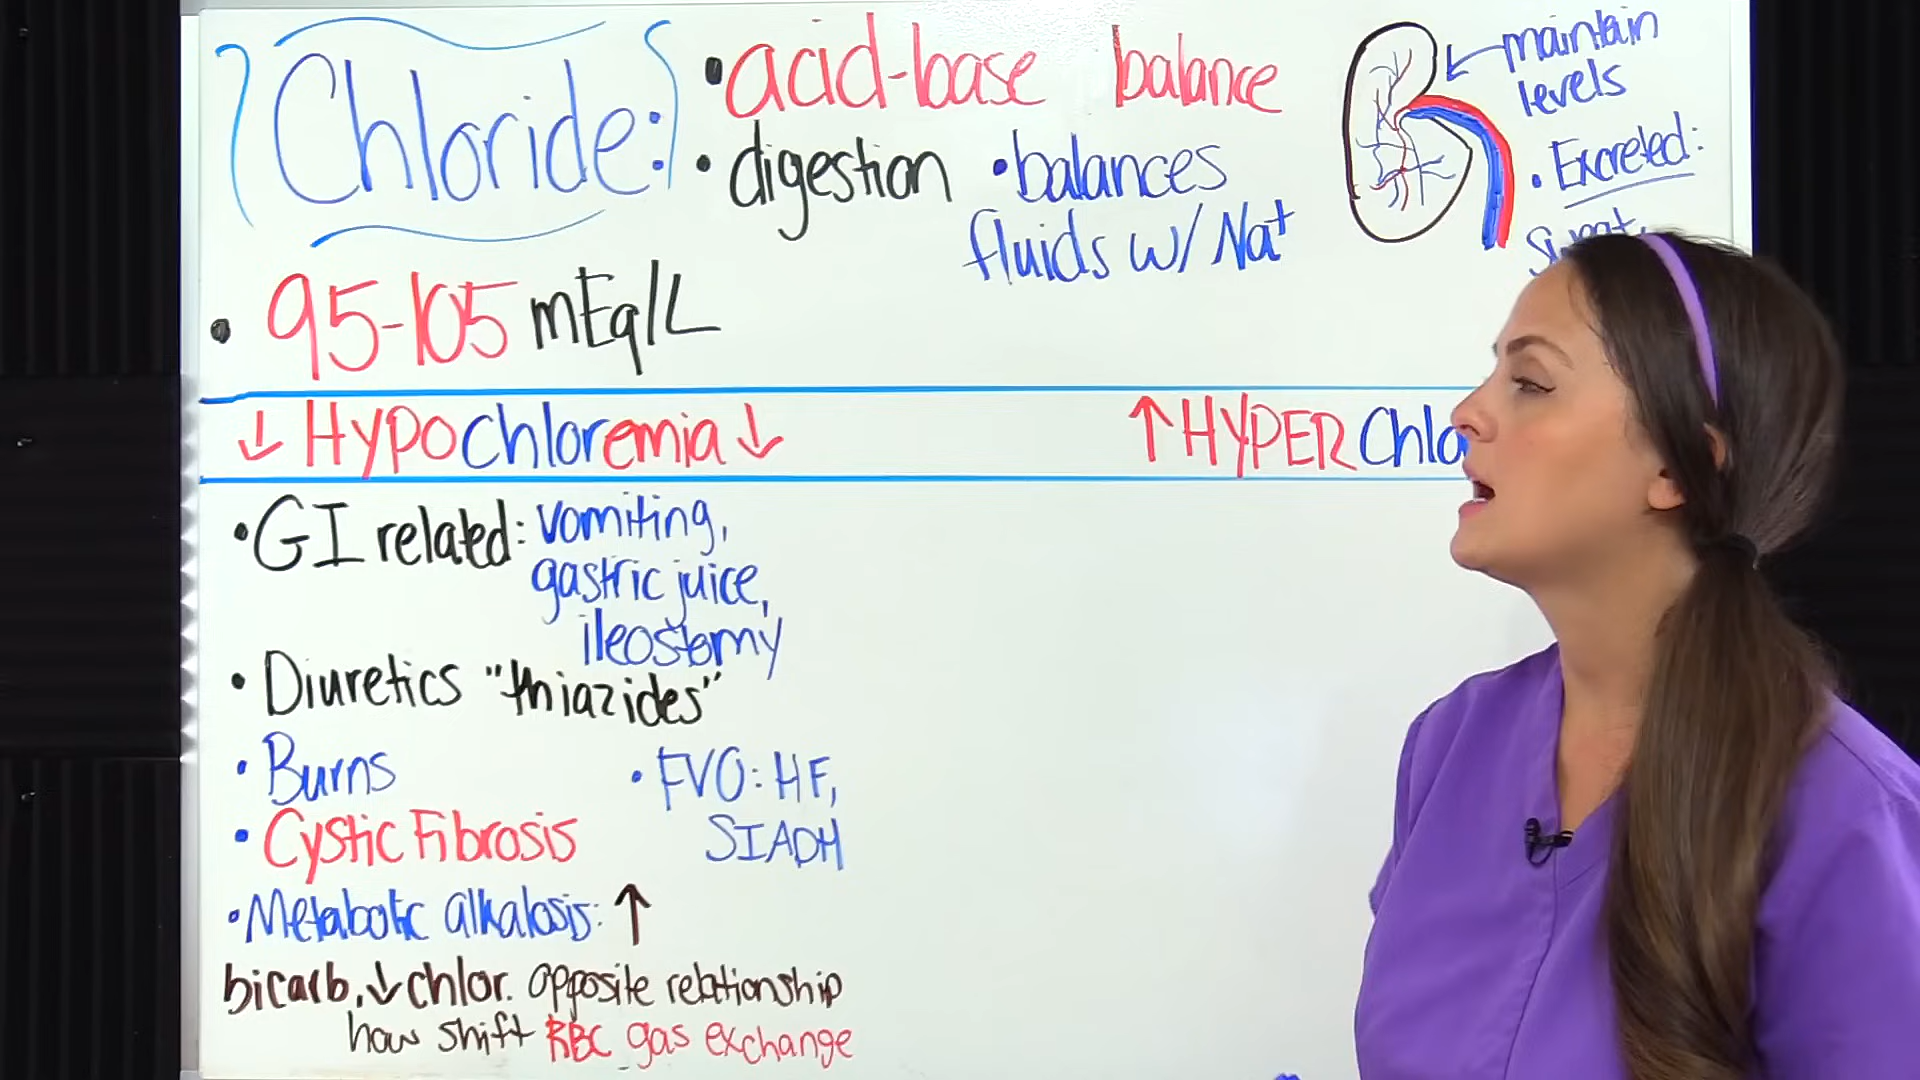 Chloride:
• acid-base balance
• digestion • balances
fluids w/ Na+
maintain
levels
• Excreted:
• 95-105 mEq/L
↓ Hypochloremia ↓
↑ HYPER Chlo
• GI related: vomiting,
gastric juice,
ileostomy
• Diuretics "thiazides"
• Burns
• Cystic Fibrosis
• FVO: HF,
SIADH
• Metabolic alkalosis: ↑
bicarb, ↓ chlor. opposite relationship
how shift RBC gas exchange